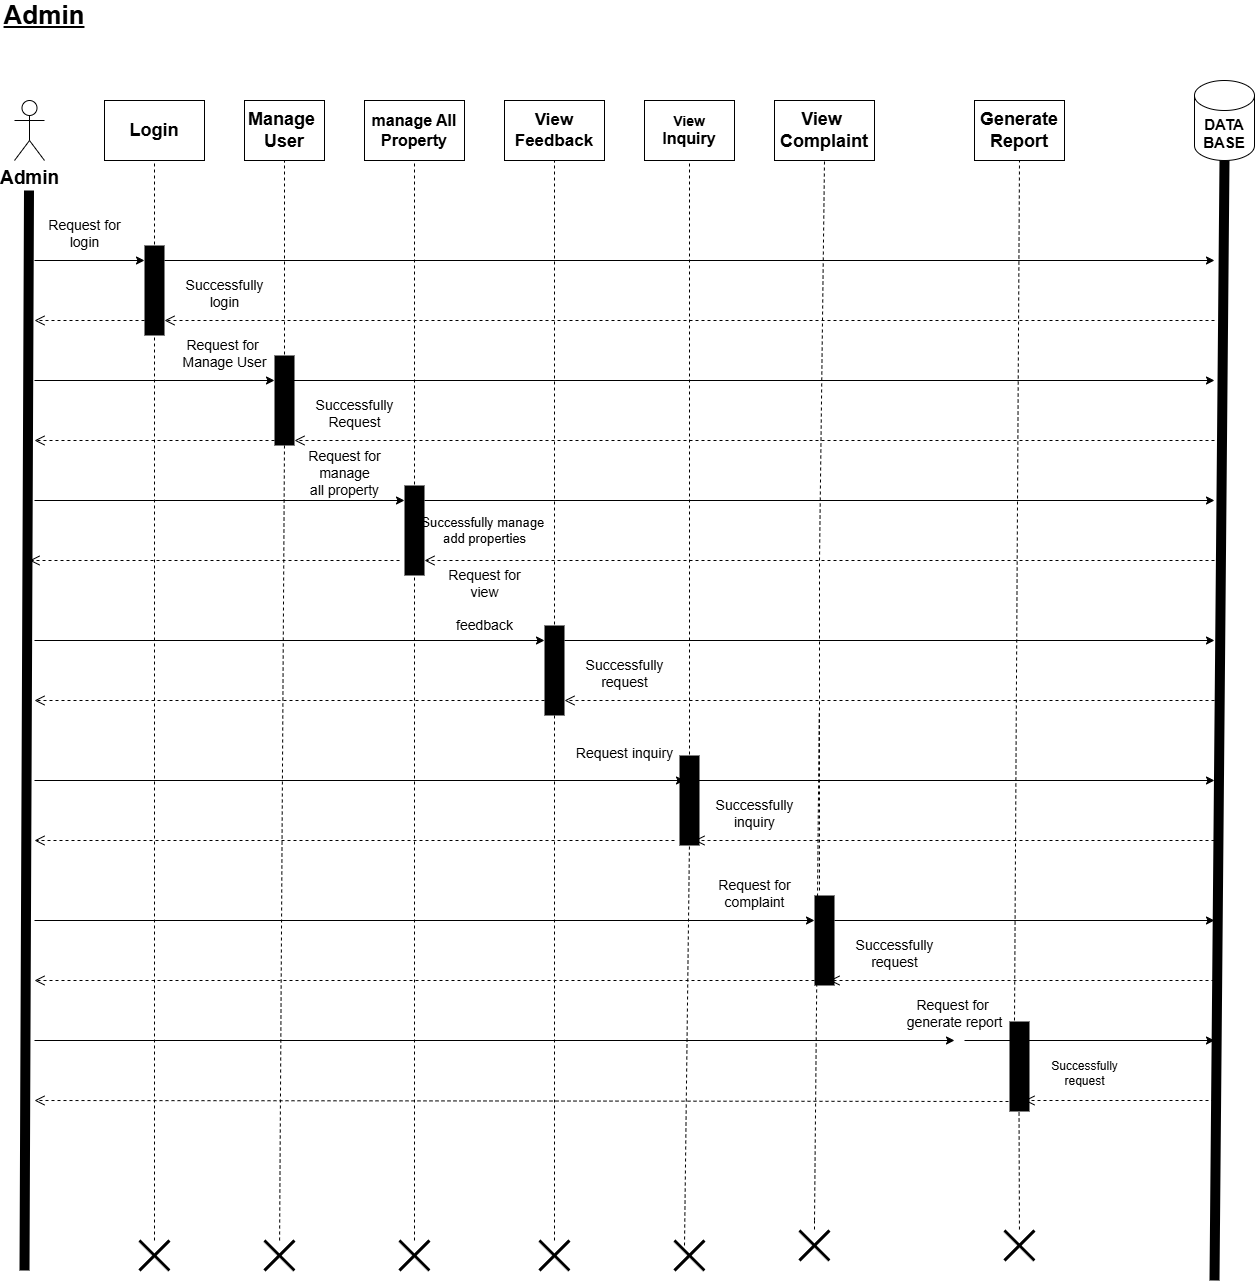 Admin
Admin
Login
Manage
User
manage All
Property
View
Feedback
View
Inquiry
View
Complaint
Generate
Report
DATA
BASE
Request for
login
Successfully
login
Request for
Manage User
Successfully
Request
Request for
manage
all property
Successfully manage
add properties
Request for
view
feedback
Successfully
request
Request inquiry
Successfully
inquiry
Request for
complaint
Successfully
request
Request for
generate report
Successfully
request